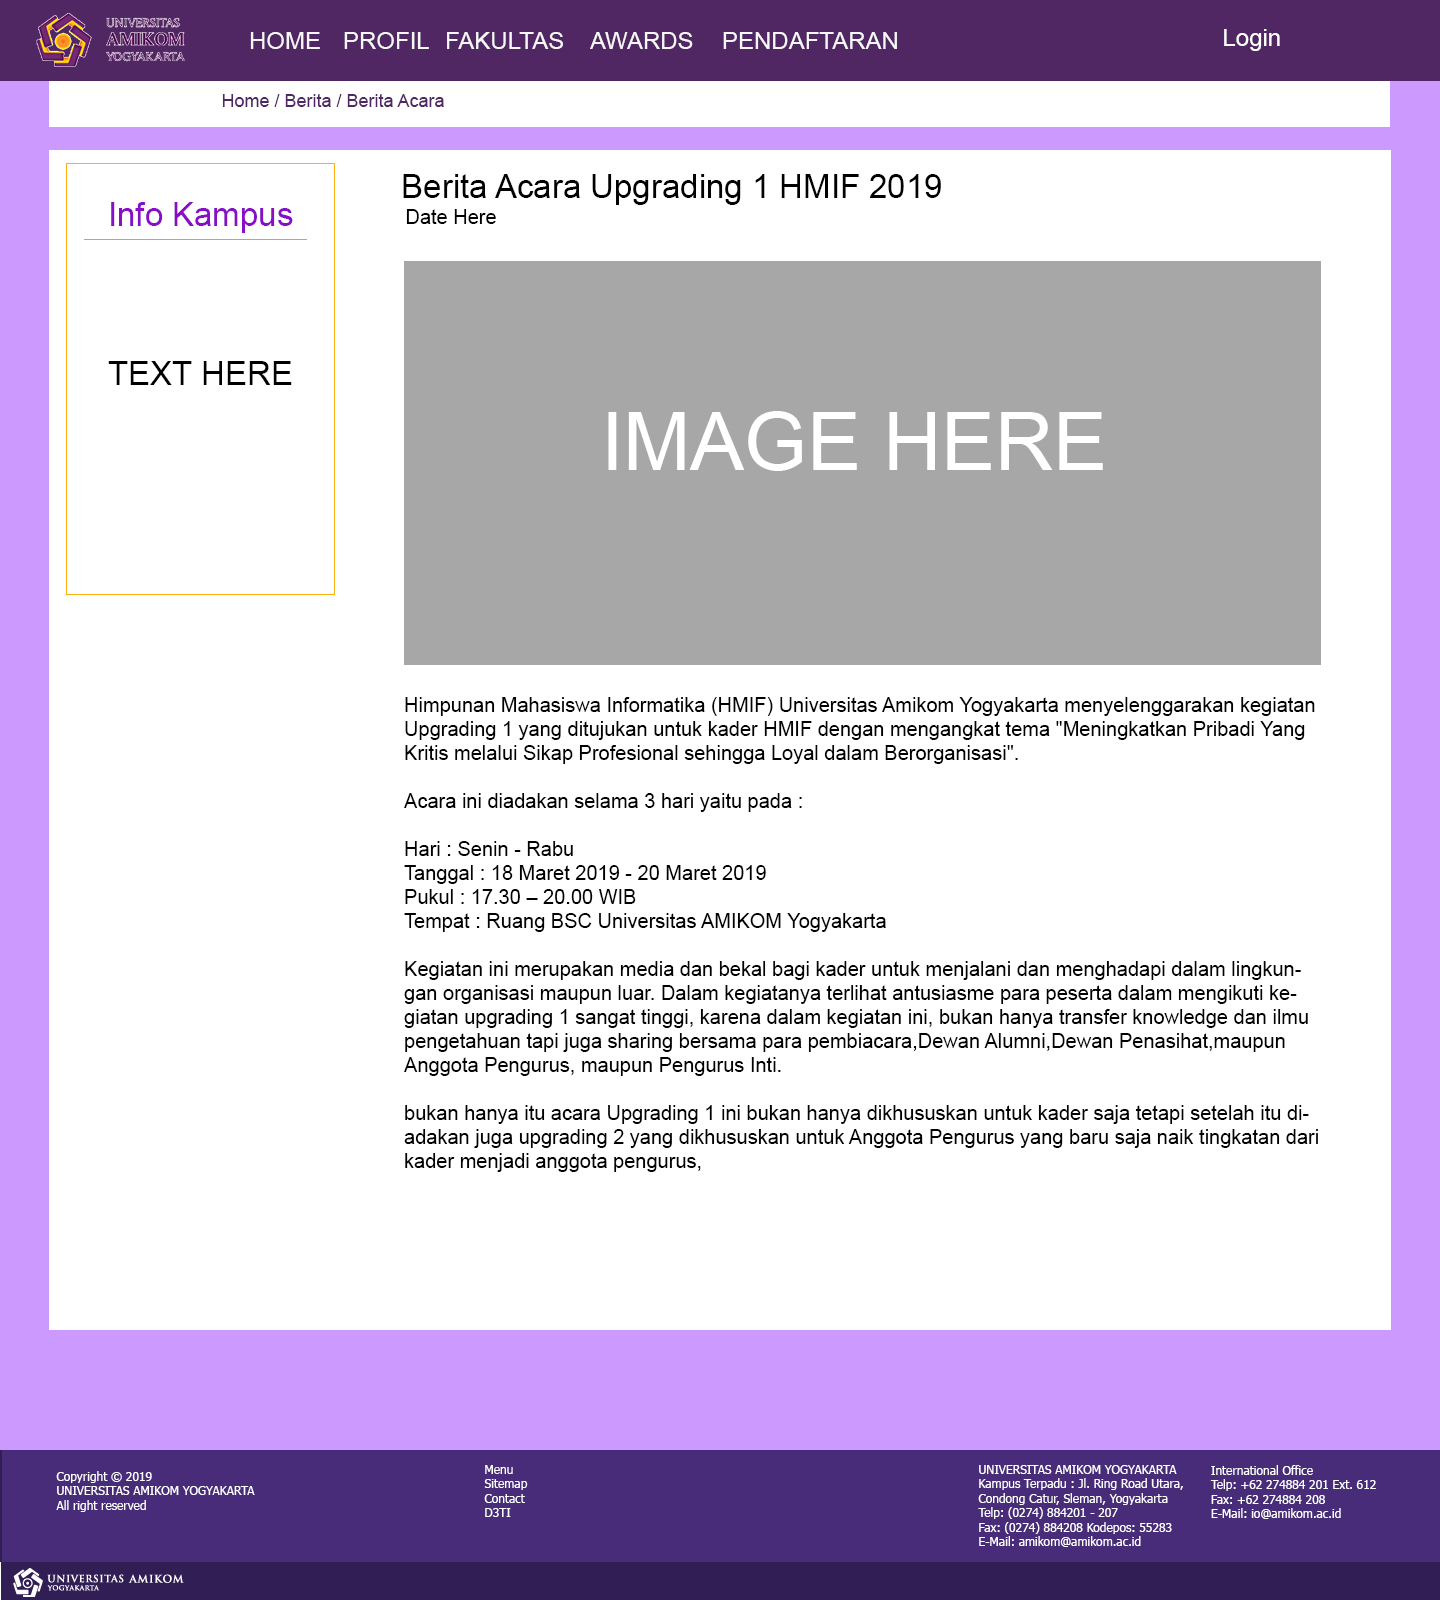 UNIVERSITAS
AMIKOM
YOGYAKARTA
HOME PROFIL FAKULTAS AWARDS PENDAFTARAN
Login
Home / Berita / Berita Acara
Info Kampus
TEXT HERE
Berita Acara Upgrading 1 HMIF 2019
Date Here
IMAGE HERE
Himpunan Mahasiswa Informatika (HMIF) Universitas Amikom Yogyakarta menyelenggarakan kegiatan
Upgrading 1 yang ditujukan untuk kader HMIF dengan mengangkat tema "Meningkatkan Pribadi Yang
Kritis melalui Sikap Profesional sehingga Loyal dalam Berorganisasi".
Acara ini diadakan selama 3 hari yaitu pada :
Hari : Senin - Rabu
Tanggal : 18 Maret 2019 - 20 Maret 2019
Pukul : 17.30 – 20.00 WIB
Tempat : Ruang BSC Universitas AMIKOM Yogyakarta
Kegiatan ini merupakan media dan bekal bagi kader untuk menjalani dan menghadapi dalam lingkun-
gan organisasi maupun luar. Dalam kegiatanya terlihat antusiasme para peserta dalam mengikuti ke-
giatan upgrading 1 sangat tinggi, karena dalam kegiatan ini, bukan hanya transfer knowledge dan ilmu
pengetahuan tapi juga sharing bersama para pembiacara,Dewan Alumni,Dewan Penasihat,maupun
Anggota Pengurus, maupun Pengurus Inti.
bukan hanya itu acara Upgrading 1 ini bukan hanya dikhususkan untuk kader saja tetapi setelah itu di-
adakan juga upgrading 2 yang dikhususkan untuk Anggota Pengurus yang baru saja naik tingkatan dari
kader menjadi anggota pengurus,
Copyright © 2019
UNIVERSITAS AMIKOM YOGYAKARTA
All right reserved
Menu
Sitemap
Contact
D3TI
UNIVERSITAS AMIKOM YOGYAKARTA
Kampus Terpadu : Jl. Ring Road Utara,
Condong Catur, Sleman, Yogyakarta
Telp: (0274) 884201 - 207
Fax: (0274) 884208 Kodepos: 55283
E-Mail: amikom@amikom.ac.id
International Office
Telp: +62 274884 201 Ext. 612
Fax: +62 274884 208
E-Mail: io@amikom.ac.id
UNIVERSITAS AMIKOM
YOGYAKARTA